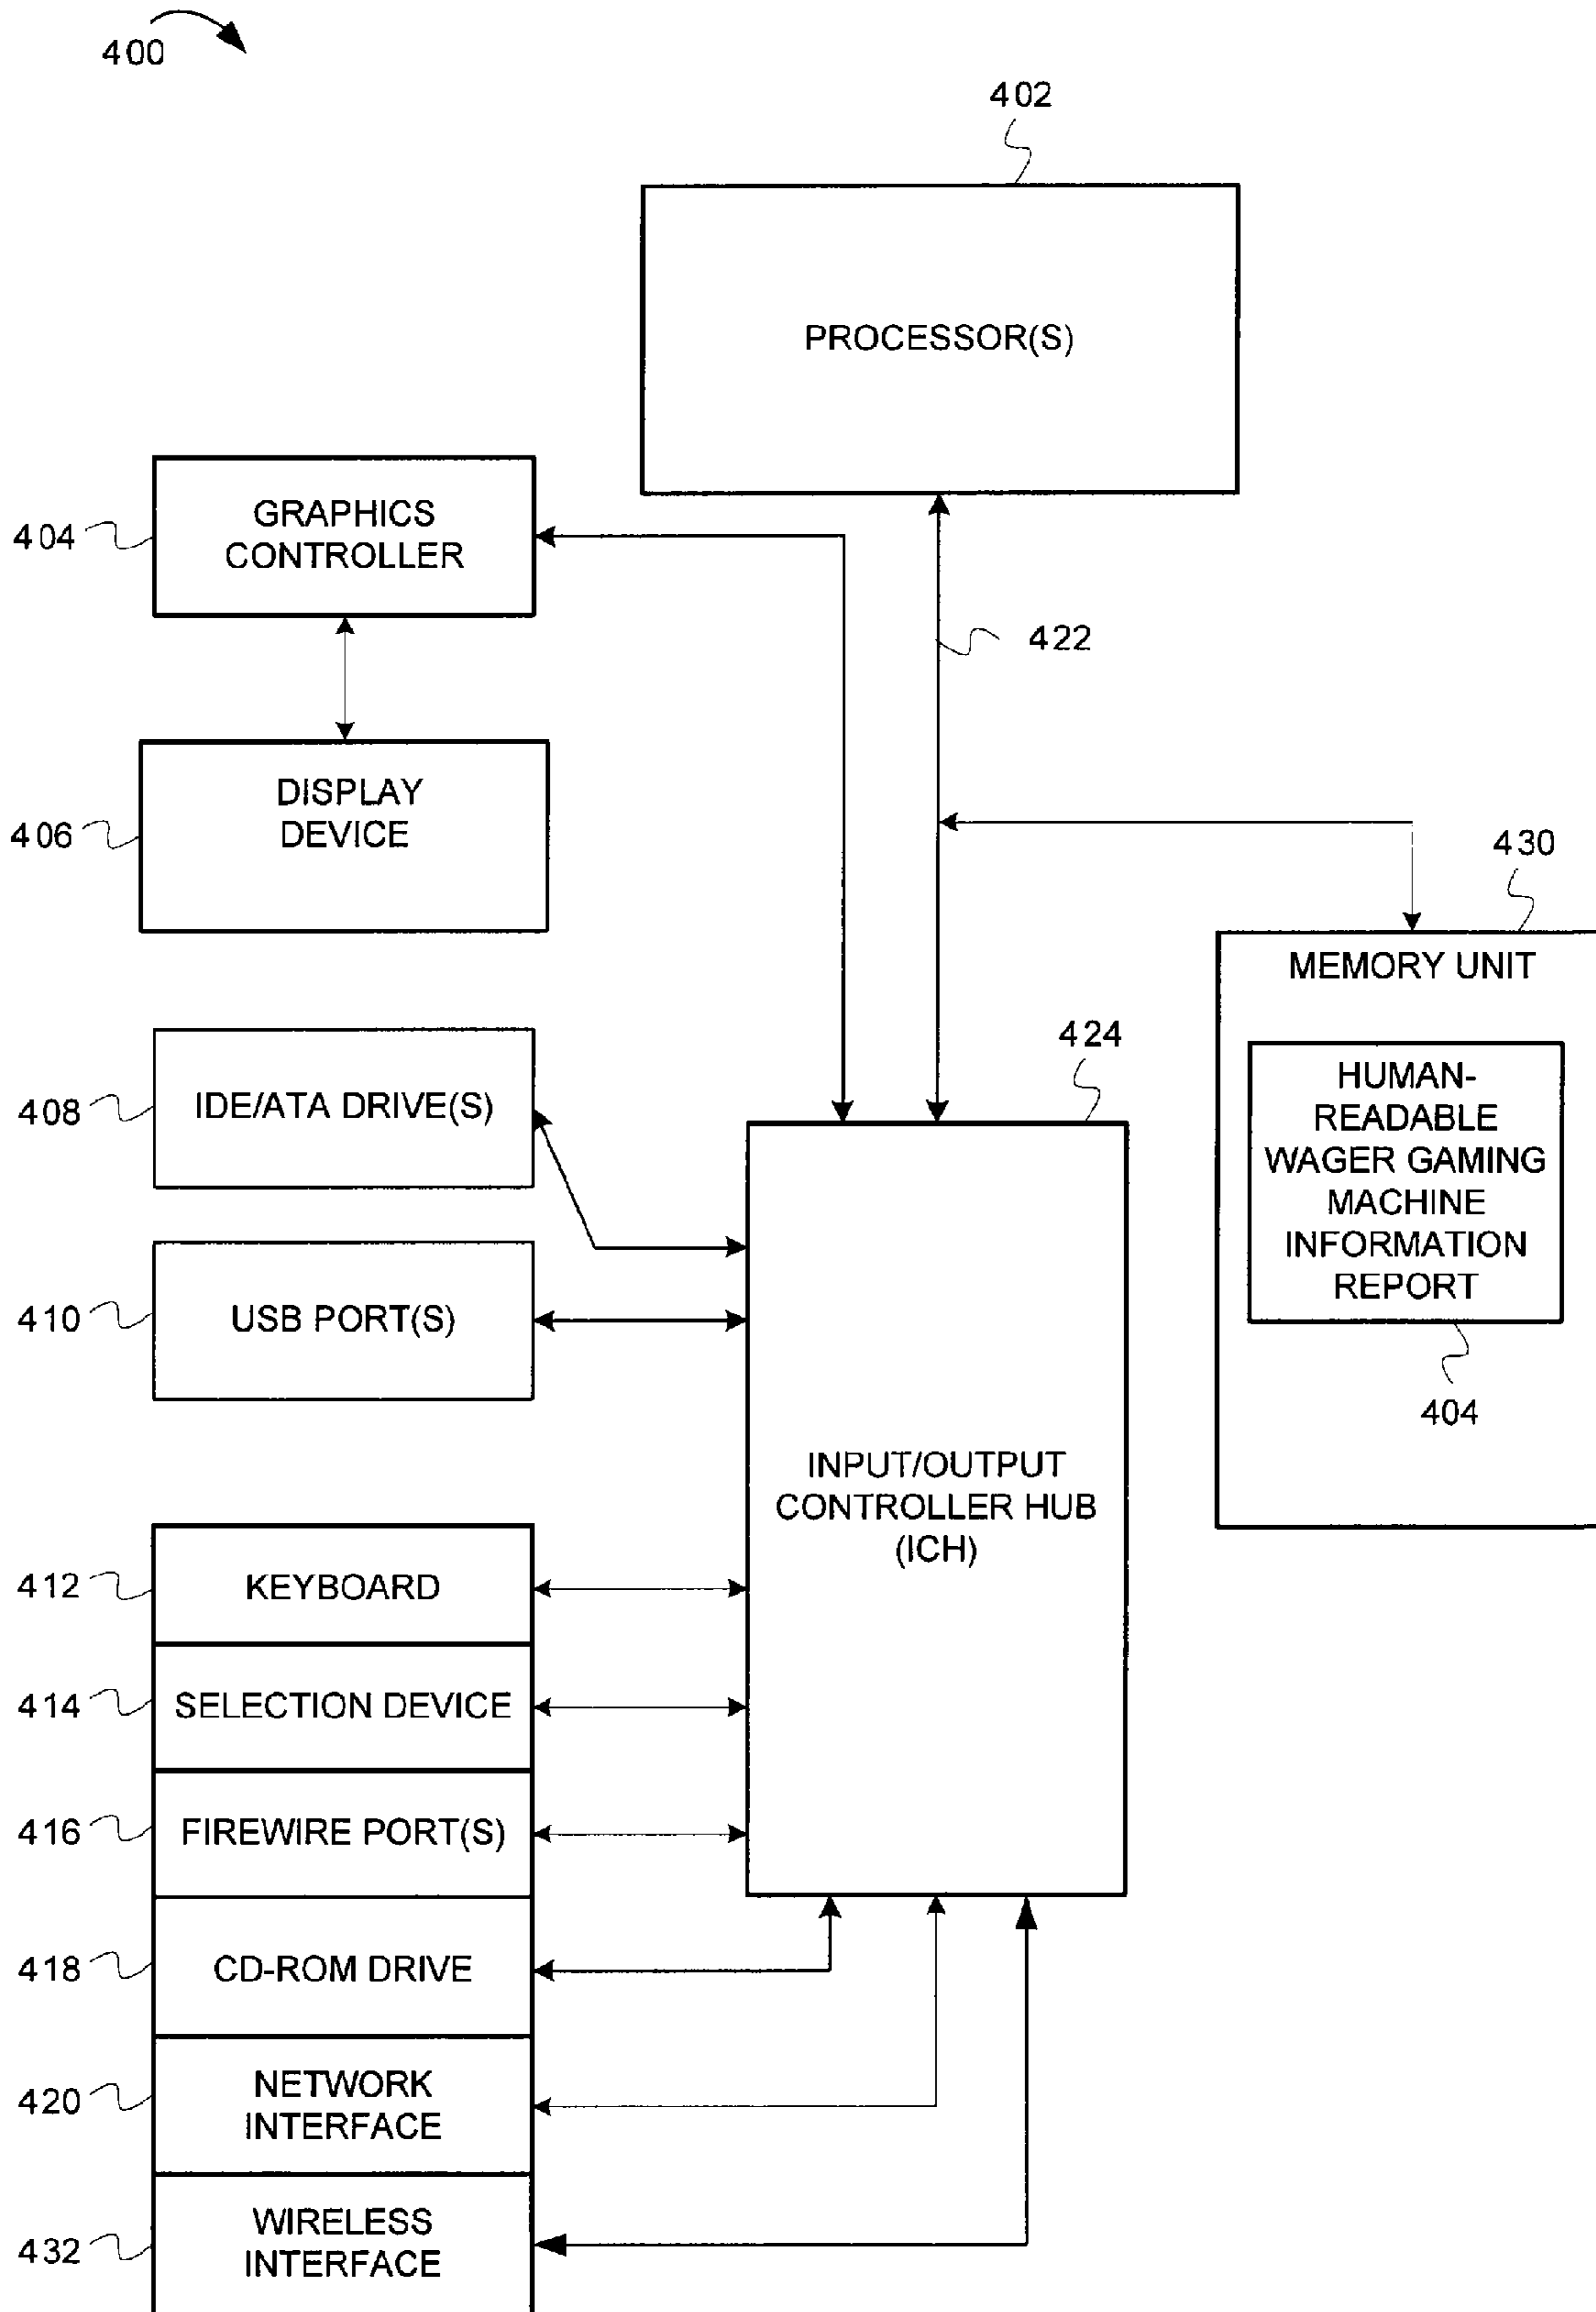 400
402
PROCESSOR(S)
404
GRAPHICS
CONTROLLER
422
406
DISPLAY
DEVICE
430
MEMORY UNIT
424
408
IDE/ATA DRIVE(S)
HUMAN-
READABLE
WAGER GAMING
MACHINE
INFORMATION
REPORT
404
410
USB PORT(S)
INPUT/OUTPUT
CONTROLLER HUB
(ICH)
412
KEYBOARD
414
SELECTION DEVICE
416
FIREWIRE PORT(S)
418
CD-ROM DRIVE
420
NETWORK
INTERFACE
432
WIRELESS
INTERFACE